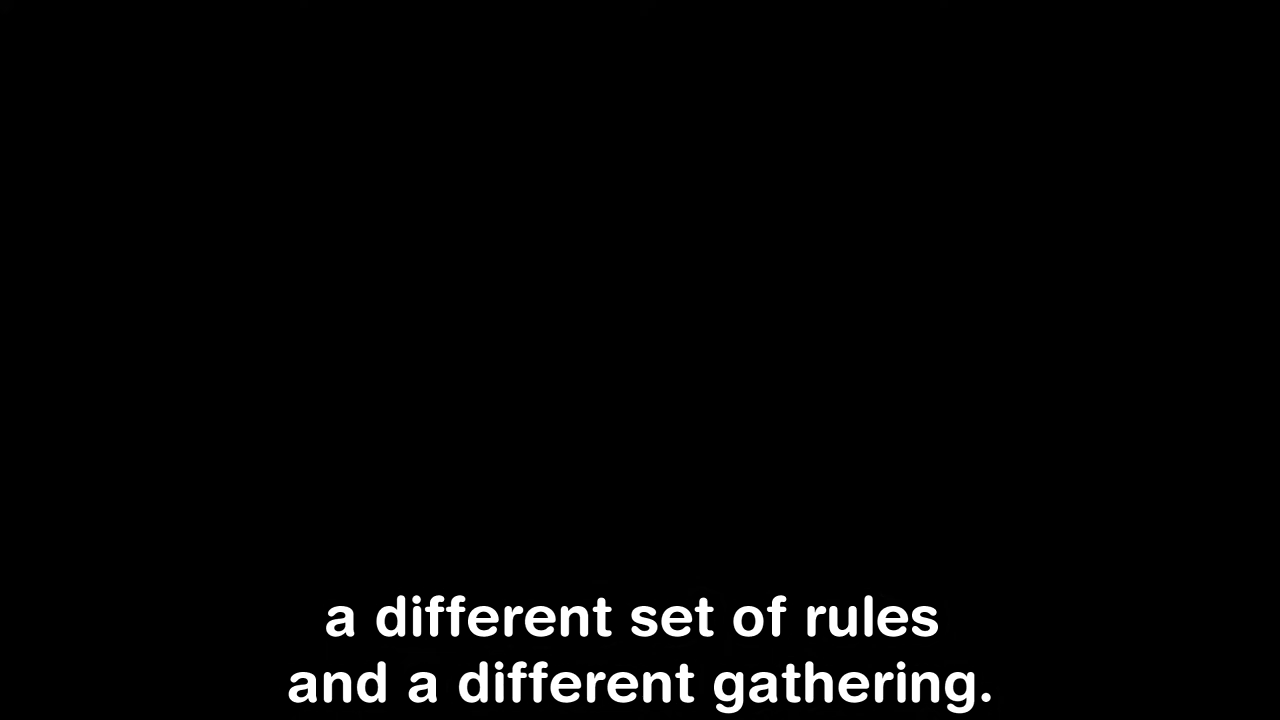 a different set of rules
and a different gathering.